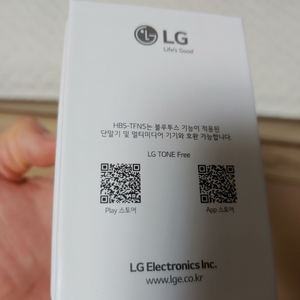 LG
Life's Good
HBS-TFN5는 블루투스 기능이 적용된
단말기 및 멀티미디어 기기와 호환 가능합니다.
LG TONE Free
Play 스토어
App 스토어
LG Electronics Inc.
www.lge.co.kr